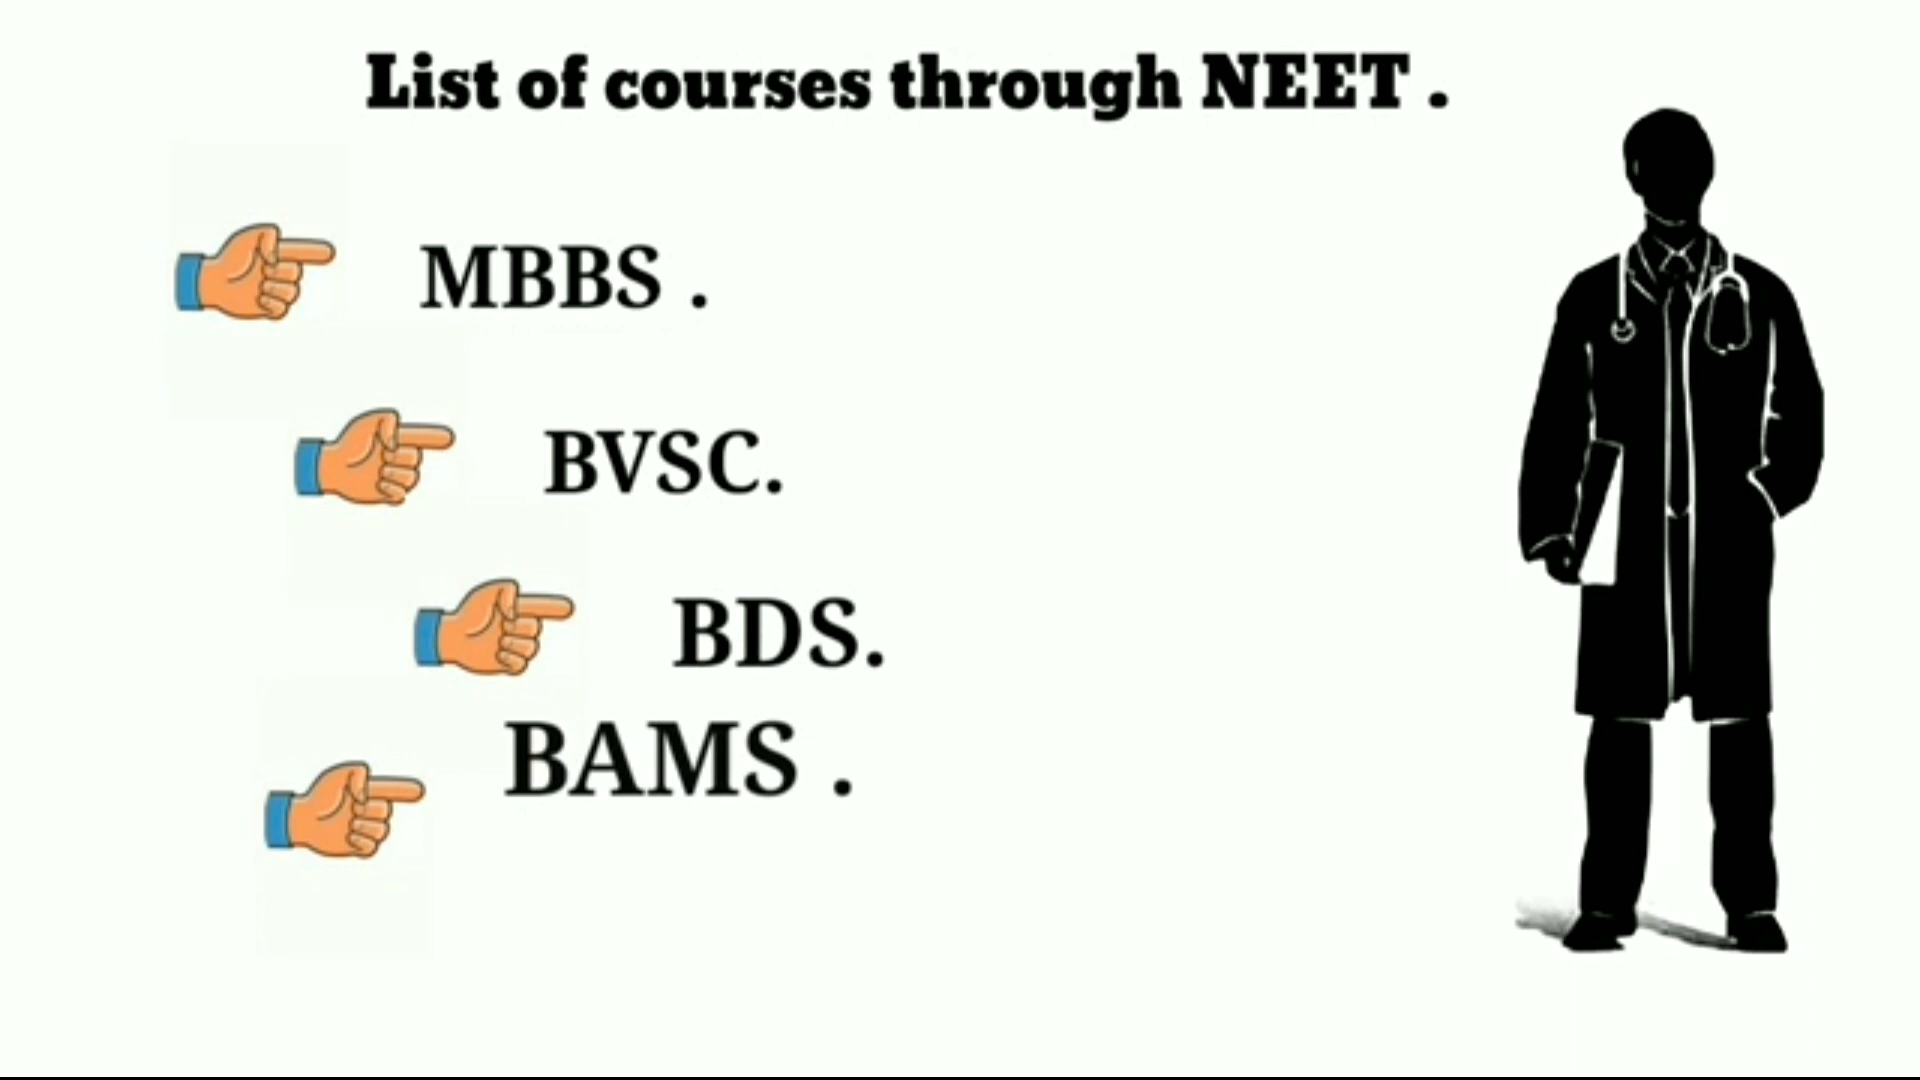 List of courses through NEET .
MBBS .
BVSC.
BDS.
BAMS .